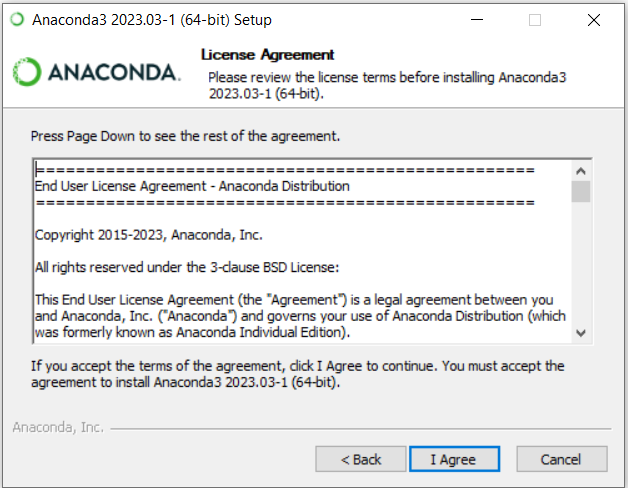 Anaconda3 2023.03-1 (64-bit) Setup
ANACONDA.
License Agreement
Please review the license terms before installing Anaconda3
2023.03-1 (64-bit).
Press Page Down to see the rest of the agreement.
======================================================
End User License Agreement - Anaconda Distribution
======================================================
Copyright 2015-2023, Anaconda, Inc.
All rights reserved under the 3-clause BSD License:
This End User License Agreement (the "Agreement") is a legal agreement between you
and Anaconda, Inc. ("Anaconda") and governs your use of Anaconda Distribution (which
was formerly known as Anaconda Individual Edition).
If you accept the terms of the agreement, click I Agree to continue. You must accept the
agreement to install Anaconda3 2023.03-1 (64-bit).
Anaconda, Inc.
< Back
I Agree
Cancel